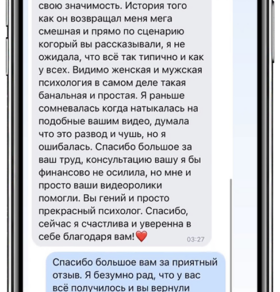 свою значимость. История того
как он возвращал меня мега
смешная и прямо по сценарию
который вы рассказывали, я не
ожидала, что всё так типично и как
у всех. Видимо женская и мужская
психология в самом деле такая
банальная и простая. Я раньше
сомневалась когда натыкалась на
подобные вашим видео, думала
что это развод и чушь, но я
ошибалась. Спасибо большое за
ваш труд, консультацию вашу я бы
финансово не осилила, но мне и
просто ваши видеоролики
помогли. Вы гений и просто
прекрасный психолог. Спасибо,
сейчас я счастлива и уверенна в
себе благодаря вам!❤️
03:27
Спасибо большое вам за приятный
отзыв. Я безумно рад, что у вас
всё получилось и вы вернули